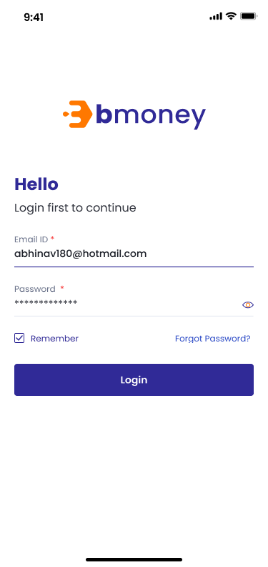 9:41
bmoney
Hello
Login first to continue
Email ID *
abhinav180@hotmail.com
Password *
*************
Remember
Forgot Password?
Login